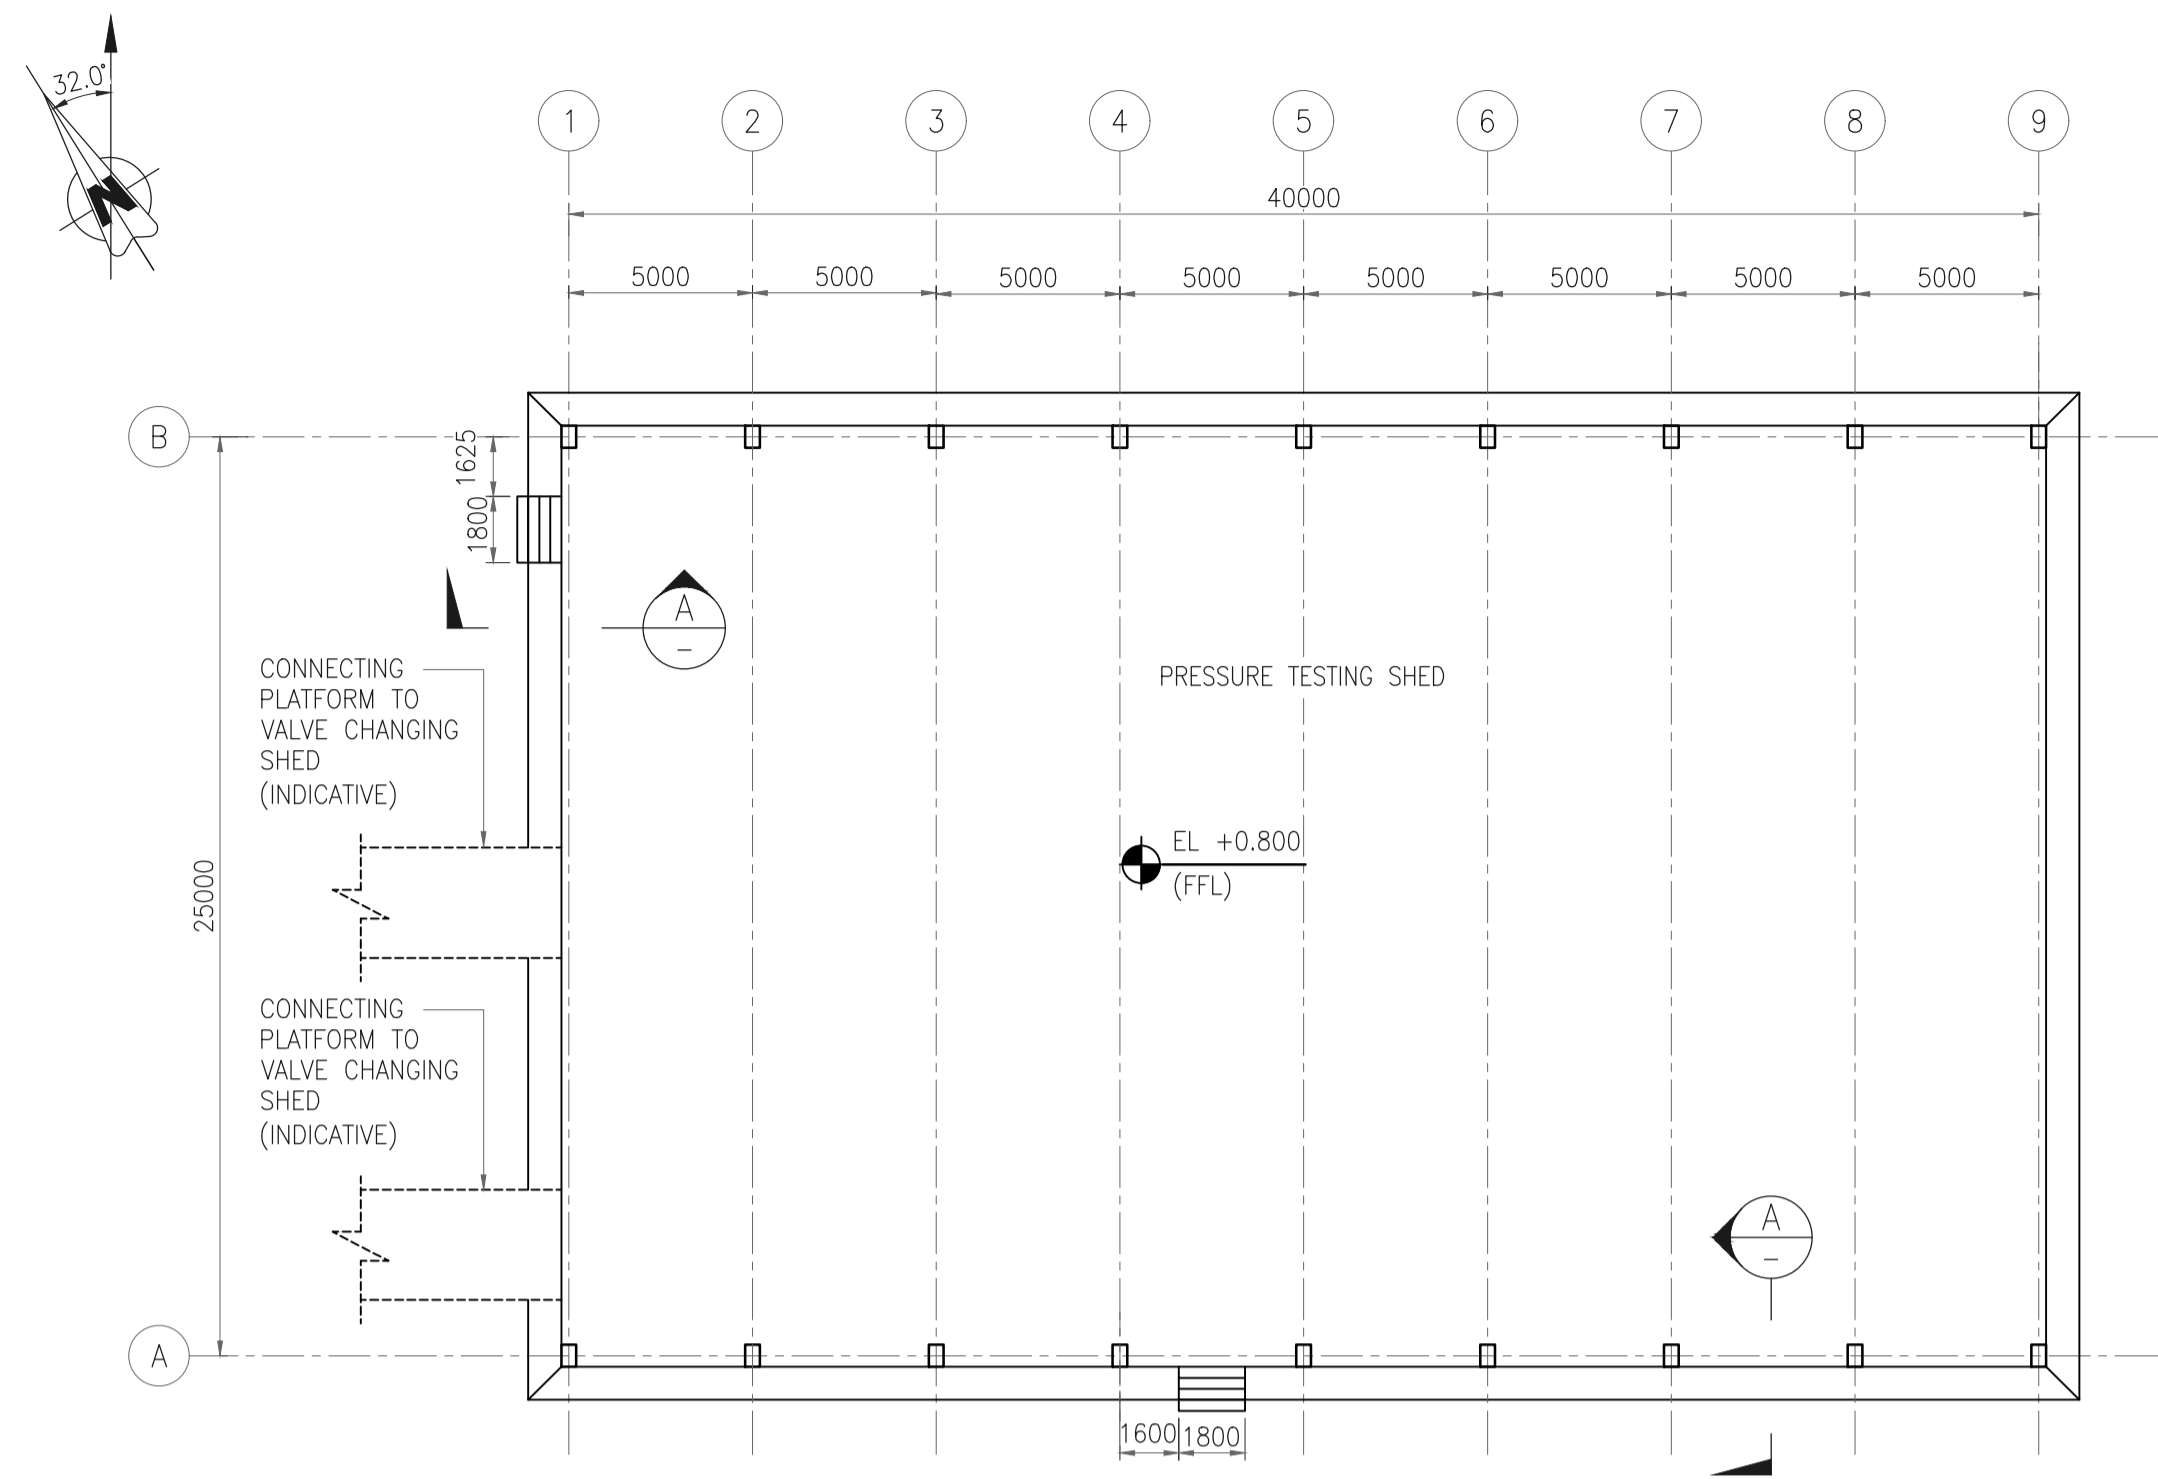 32.0°
N
1 2 3 4 5 6 7 8 9
40000
5000 5000 5000 5000 5000 5000 5000 5000
B
1625
1800
A
–
CONNECTING
PLATFORM TO
VALVE CHANGING
SHED
(INDICATIVE)
PRESSURE TESTING SHED
EL +0.800
(FFL)
25000
CONNECTING
PLATFORM TO
VALVE CHANGING
SHED
(INDICATIVE)
A
–
A
1600 1800